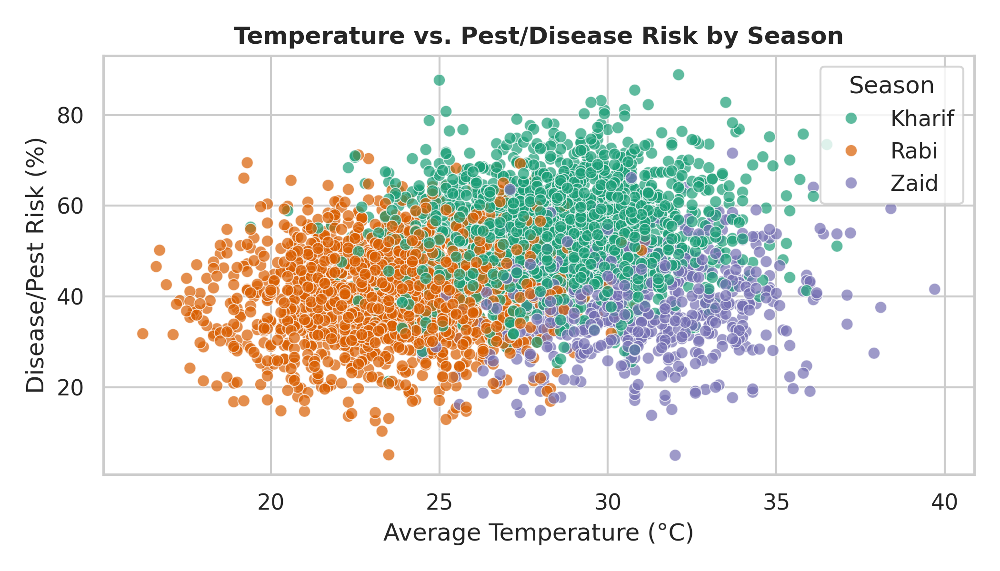 Temperature vs. Pest/Disease Risk by Season
Disease/Pest Risk (%)
80
60
40
20
Season
Kharif
Rabi
Zaid
20
25
30
35
40
Average Temperature (°C)